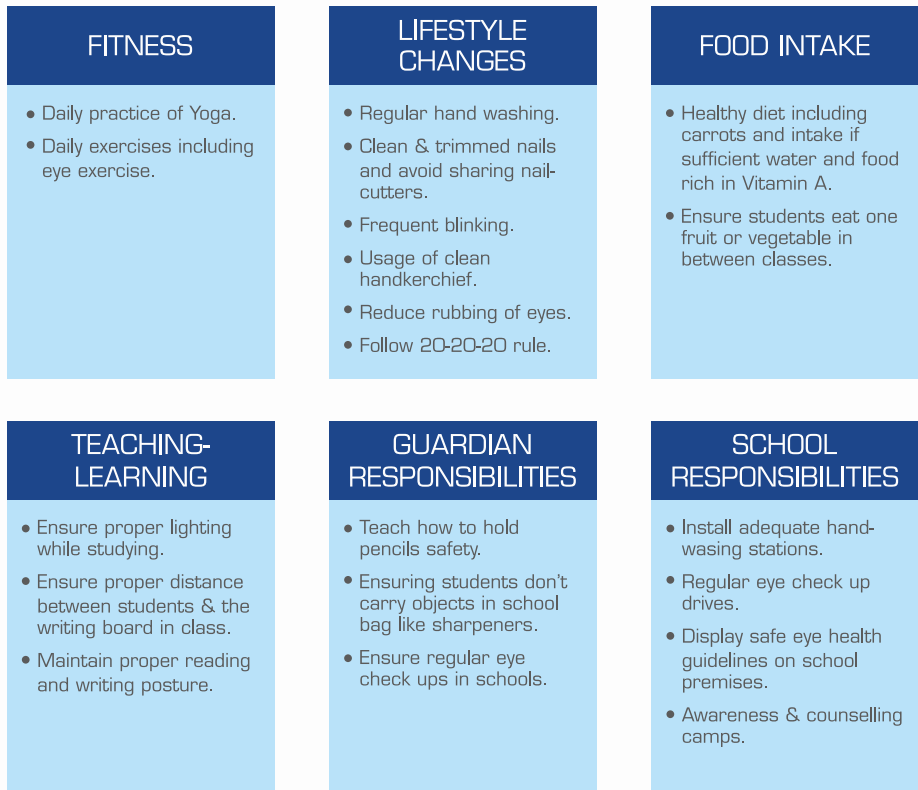 FITNESS
• Daily practice of Yoga.
• Daily exercises including
eye exercise.
LIFESTYLE
CHANGES
• Regular hand washing.
• Clean & trimmed nails
and avoid sharing nail-
cutters.
• Frequent blinking.
• Usage of clean
handkerchief.
• Reduce rubbing of eyes.
• Follow 20-20-20 rule.
FOOD INTAKE
• Healthy diet including
carrots and intake if
sufficient water and food
rich in Vitamin A.
• Ensure students eat one
fruit or vegetable in
between classes.
TEACHING-
LEARNING
• Ensure proper lighting
while studying.
• Ensure proper distance
between students & the
writing board in class.
• Maintain proper reading
and writing posture.
GUARDIAN
RESPONSIBILITIES
• Teach how to hold
pencils safety.
• Ensuring students don't
carry objects in school
bag like sharpeners.
• Ensure regular eye
check ups in schools.
SCHOOL
RESPONSIBILITIES
• Install adequate hand-
wasing stations.
• Regular eye check up
drives.
• Display safe eye health
guidelines on school
premises.
• Awareness & counselling
camps.